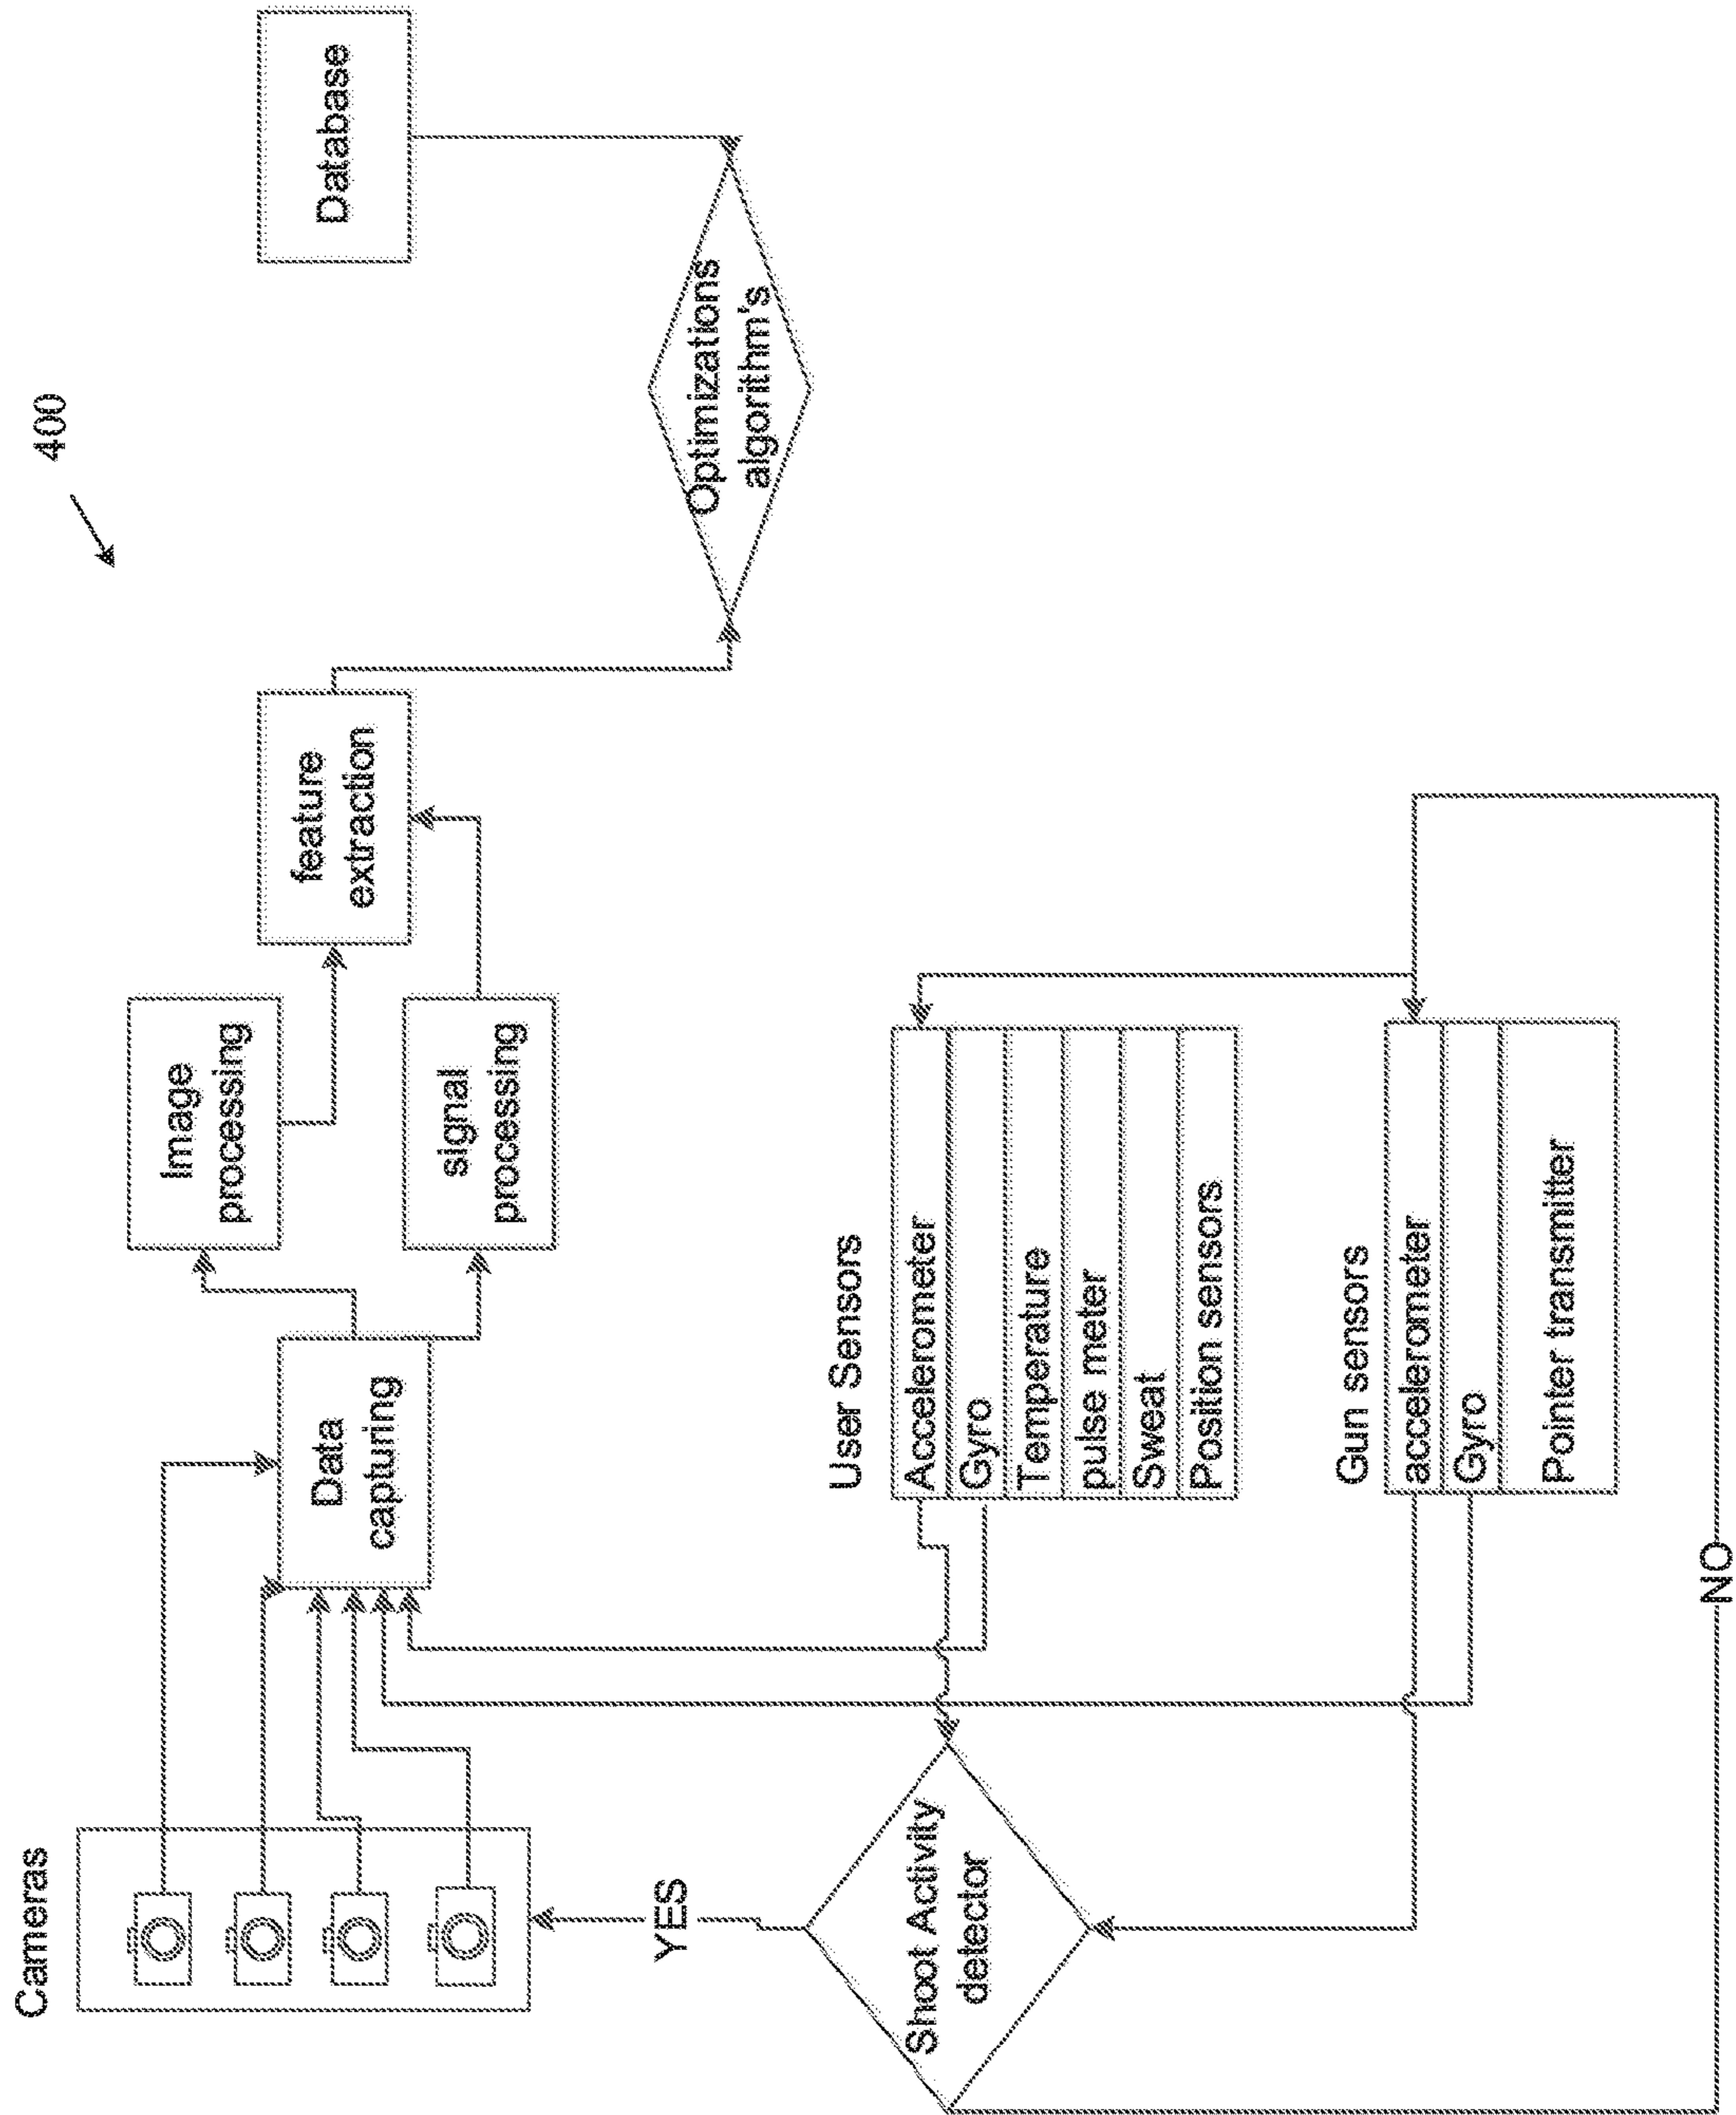 400
Cameras
Data
capturing
Image
processing
signal
processing
feature
extraction
Database
Optimizations
algorithm's
YES
Shoot Activity
detector
User Sensors
Accelerometer
Gyro
Temperature
pulse meter
Sweat
Position sensors
Gun sensors
accelerometer
Gyro
Pointer transmitter
NO